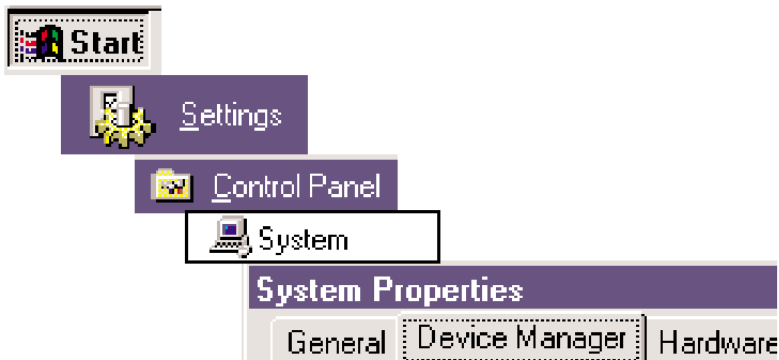 Start
Settings
Control Panel
System
System Properties
General Device Manager Hardware